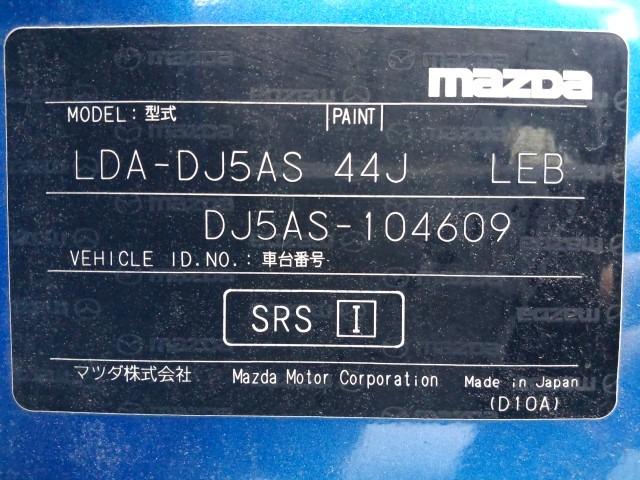 mazda
MODEL: 型式 PAINT
LDA-DJ5AS 44J LEB
DJ5AS-104609
VEHICLE ID.NO.: 車台番号
SRS I
マツダ株式会社 Mazda Motor Corporation Made in Japan
(D10A)